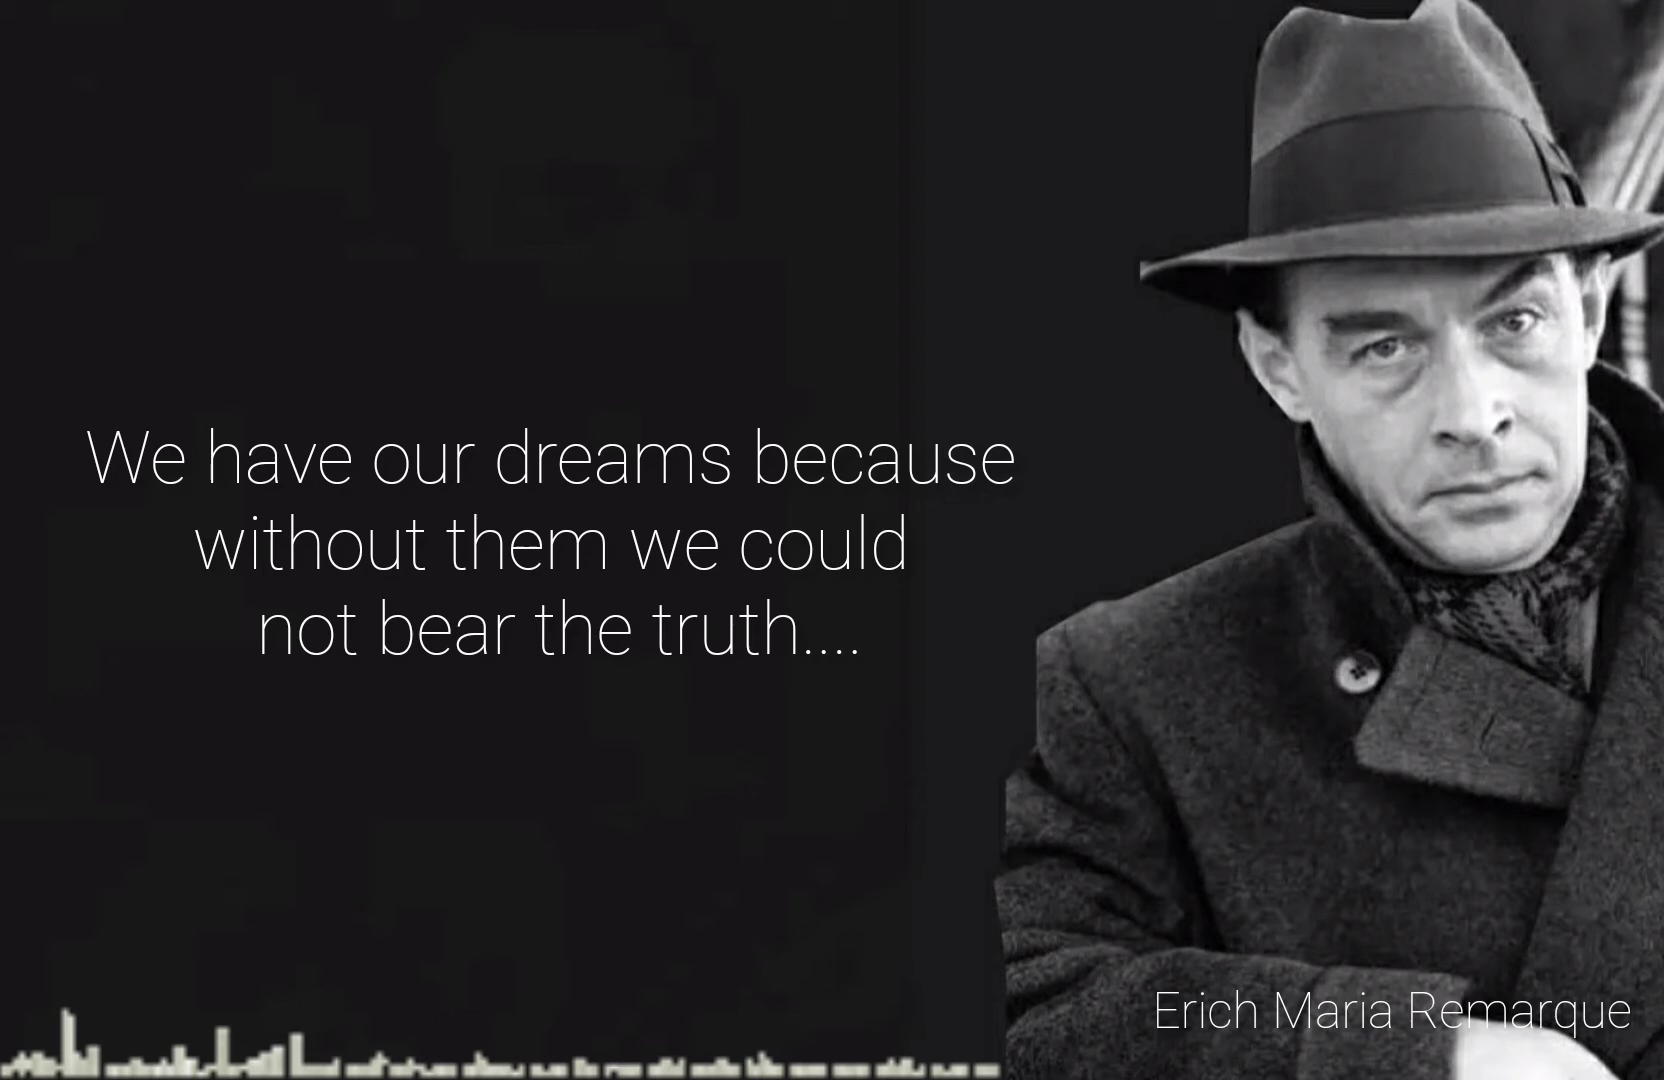 We have our dreams because
without them we could
not bear the truth....
Erich Maria Remarque